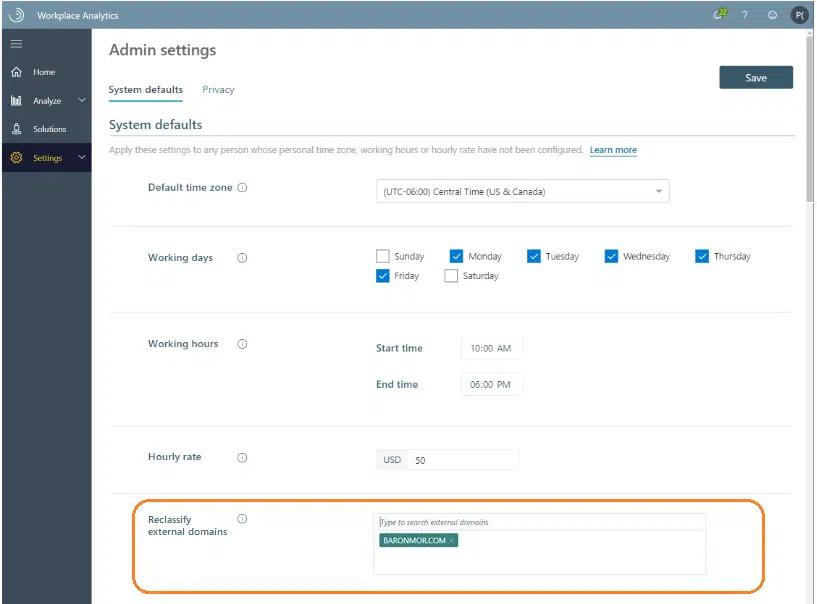 Workplace Analytics
22
?
P(
Home
Analyze
Solutions
Settings
Admin settings
System defaults Privacy
Save
System defaults
Apply these settings to any person whose personal time zone, working hours or hourly rate have not been configured. Learn more
Default time zone
(UTC-06:00) Central Time (US & Canada)
Working days
Sunday Monday Tuesday Wednesday Thursday
Friday Saturday
Working hours
Start time 10:00 AM
End time 06:00 PM
Hourly rate
USD 50
Reclassify
external domains
Type to search external domains
BARONMOR.COM ×